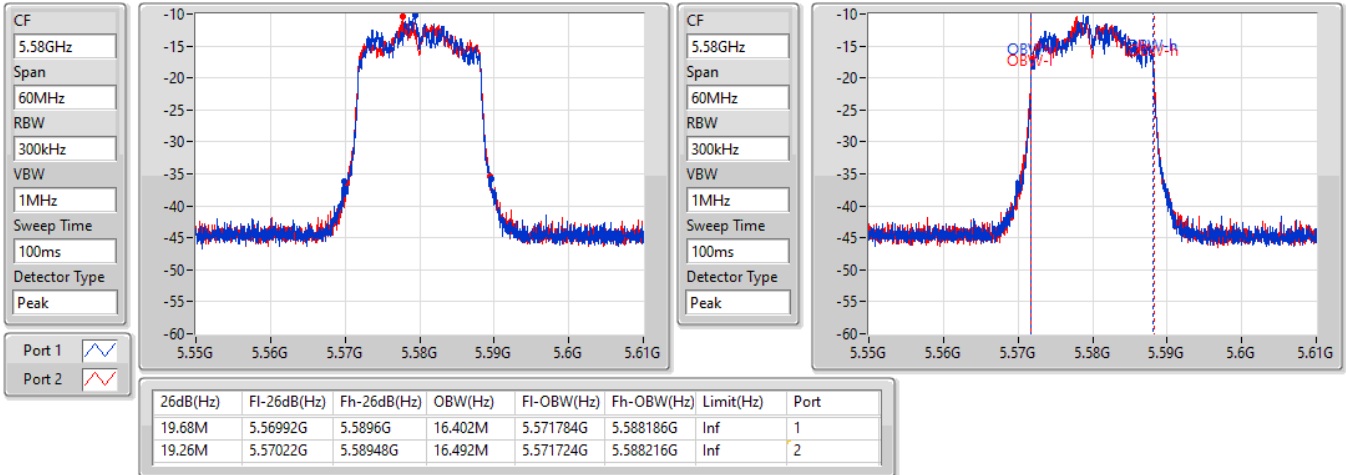 CF
5.58GHz
Span
60MHz
RBW
300kHz
VBW
1MHz
Sweep Time
100ms
Detector Type
Peak
-10
-15
-20
-25
-30
-35
-40
-45
-50
-55
-60
5.55G 5.56G 5.57G 5.58G 5.59G 5.6G 5.61G
CF
5.58GHz
Span
60MHz
RBW
300kHz
VBW
1MHz
Sweep Time
100ms
Detector Type
Peak
-10
-15
-20
-25
-30
-35
-40
-45
-50
-55
-60
OBW-l
5.55G 5.56G 5.57G 5.58G 5.59G 5.6G 5.61G
Port 1
Port 2
26dB(Hz) Fl-26dB(Hz) Fh-26dB(Hz) OBW(Hz) Fl-OBW(Hz) Fh-OBW(Hz) Limit(Hz) Port
19.68M 5.56992G 5.5896G 16.402M 5.571784G 5.588186G Inf 1
19.26M 5.57022G 5.58948G 16.492M 5.571724G 5.588216G Inf 2